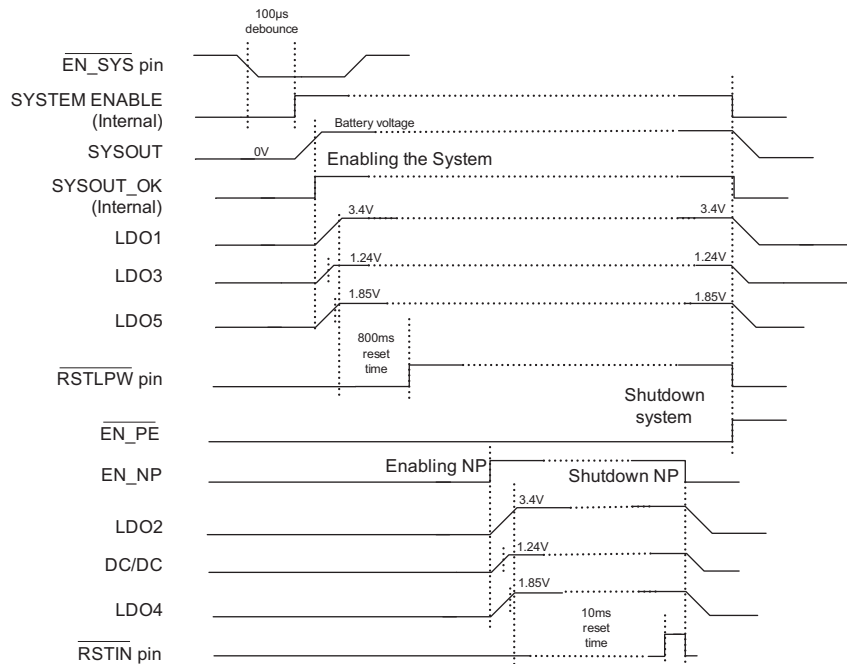 100µs
debounce
EN_SYS pin
SYSTEM ENABLE
(Internal)
Battery voltage
SYSOUT
0V
Enabling the System
SYSOUT_OK
(Internal)
3.4V
3.4V
LDO1
1.24V
1.24V
LDO3
1.85V
1.85V
LDO5
800ms
reset
time
RSTLPW pin
Shutdown
system
EN_PE
Enabling NP
Shutdown NP
EN_NP
3.4V
LDO2
1.24V
DC/DC
1.85V
LDO4
10ms
reset
time
RSTIN pin